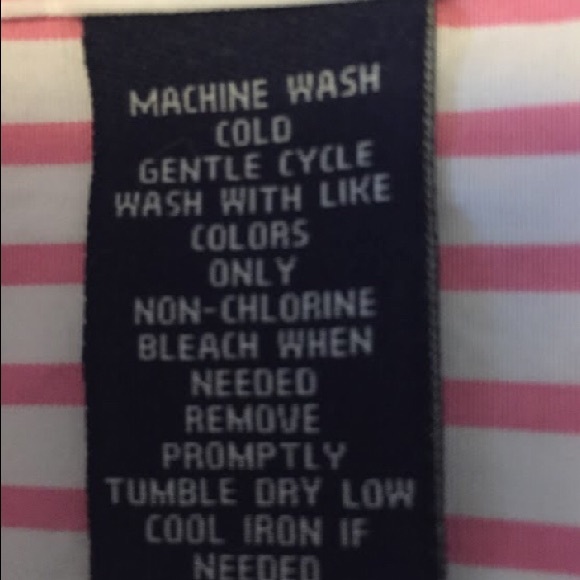 MACHINE WASH
COLD
GENTLE CYCLE
WASH WITH LIKE
COLORS
ONLY
NON-CHLORINE
BLEACH WHEN
NEEDED
REMOVE
PROMPTLY
TUMBLE DRY LOW
COOL IRON IF
NEEDED